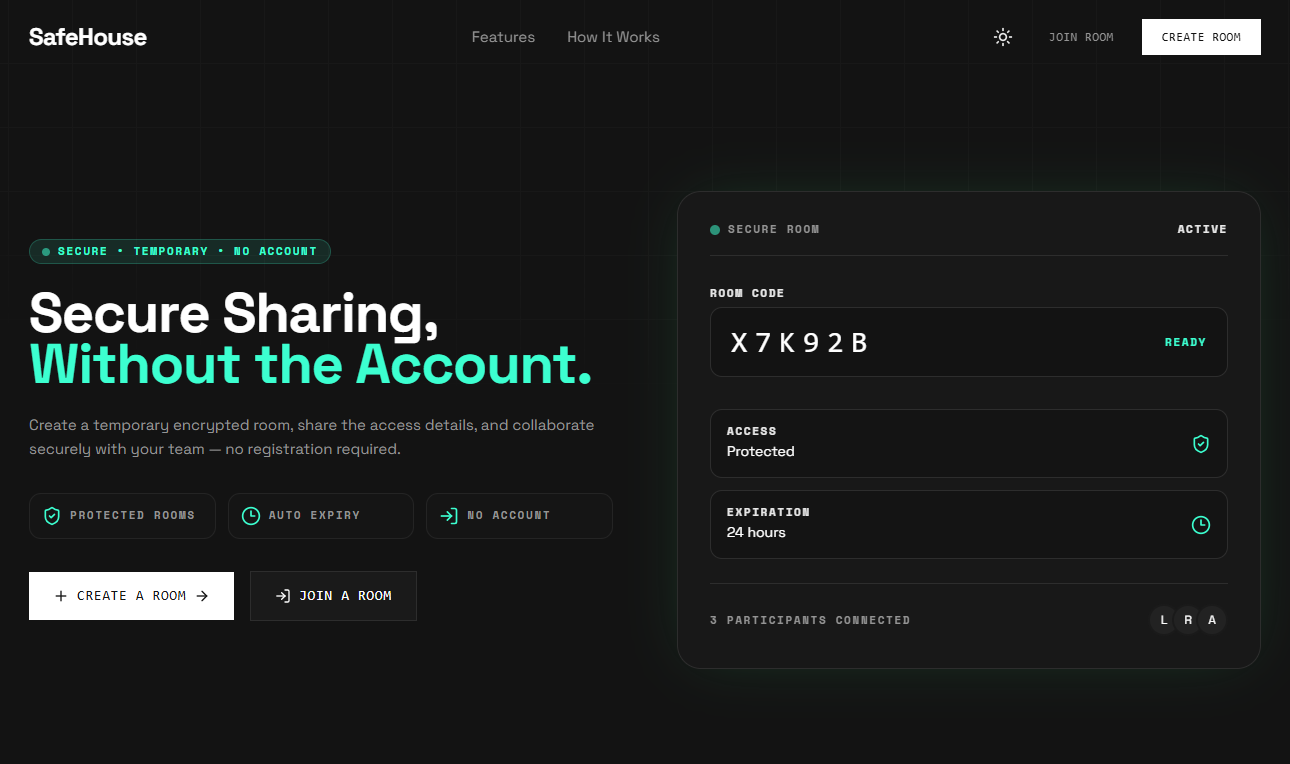 SafeHouse
Features
How It Works
JOIN ROOM
CREATE ROOM
SECURE • TEMPORARY • NO ACCOUNT
Secure Sharing,
Without the Account.
Create a temporary encrypted room, share the access details, and collaborate
securely with your team — no registration required.
PROTECTED ROOMS
AUTO EXPIRY
NO ACCOUNT
CREATE A ROOM
JOIN A ROOM
SECURE ROOM
ACTIVE
ROOM CODE
X7K92B
READY
ACCESS
Protected
EXPIRATION
24 hours
3 PARTICIPANTS CONNECTED
L R A